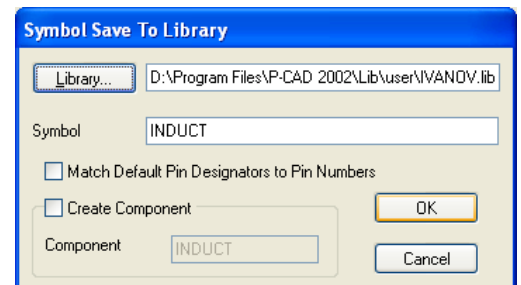 Symbol Save To Library
Library... D:\Program Files\P-CAD 2002\Lib\user\IVANOV.lib
Symbol INDUCT
Match Default Pin Designators to Pin Numbers
Create Component OK
Component INDUCT Cancel